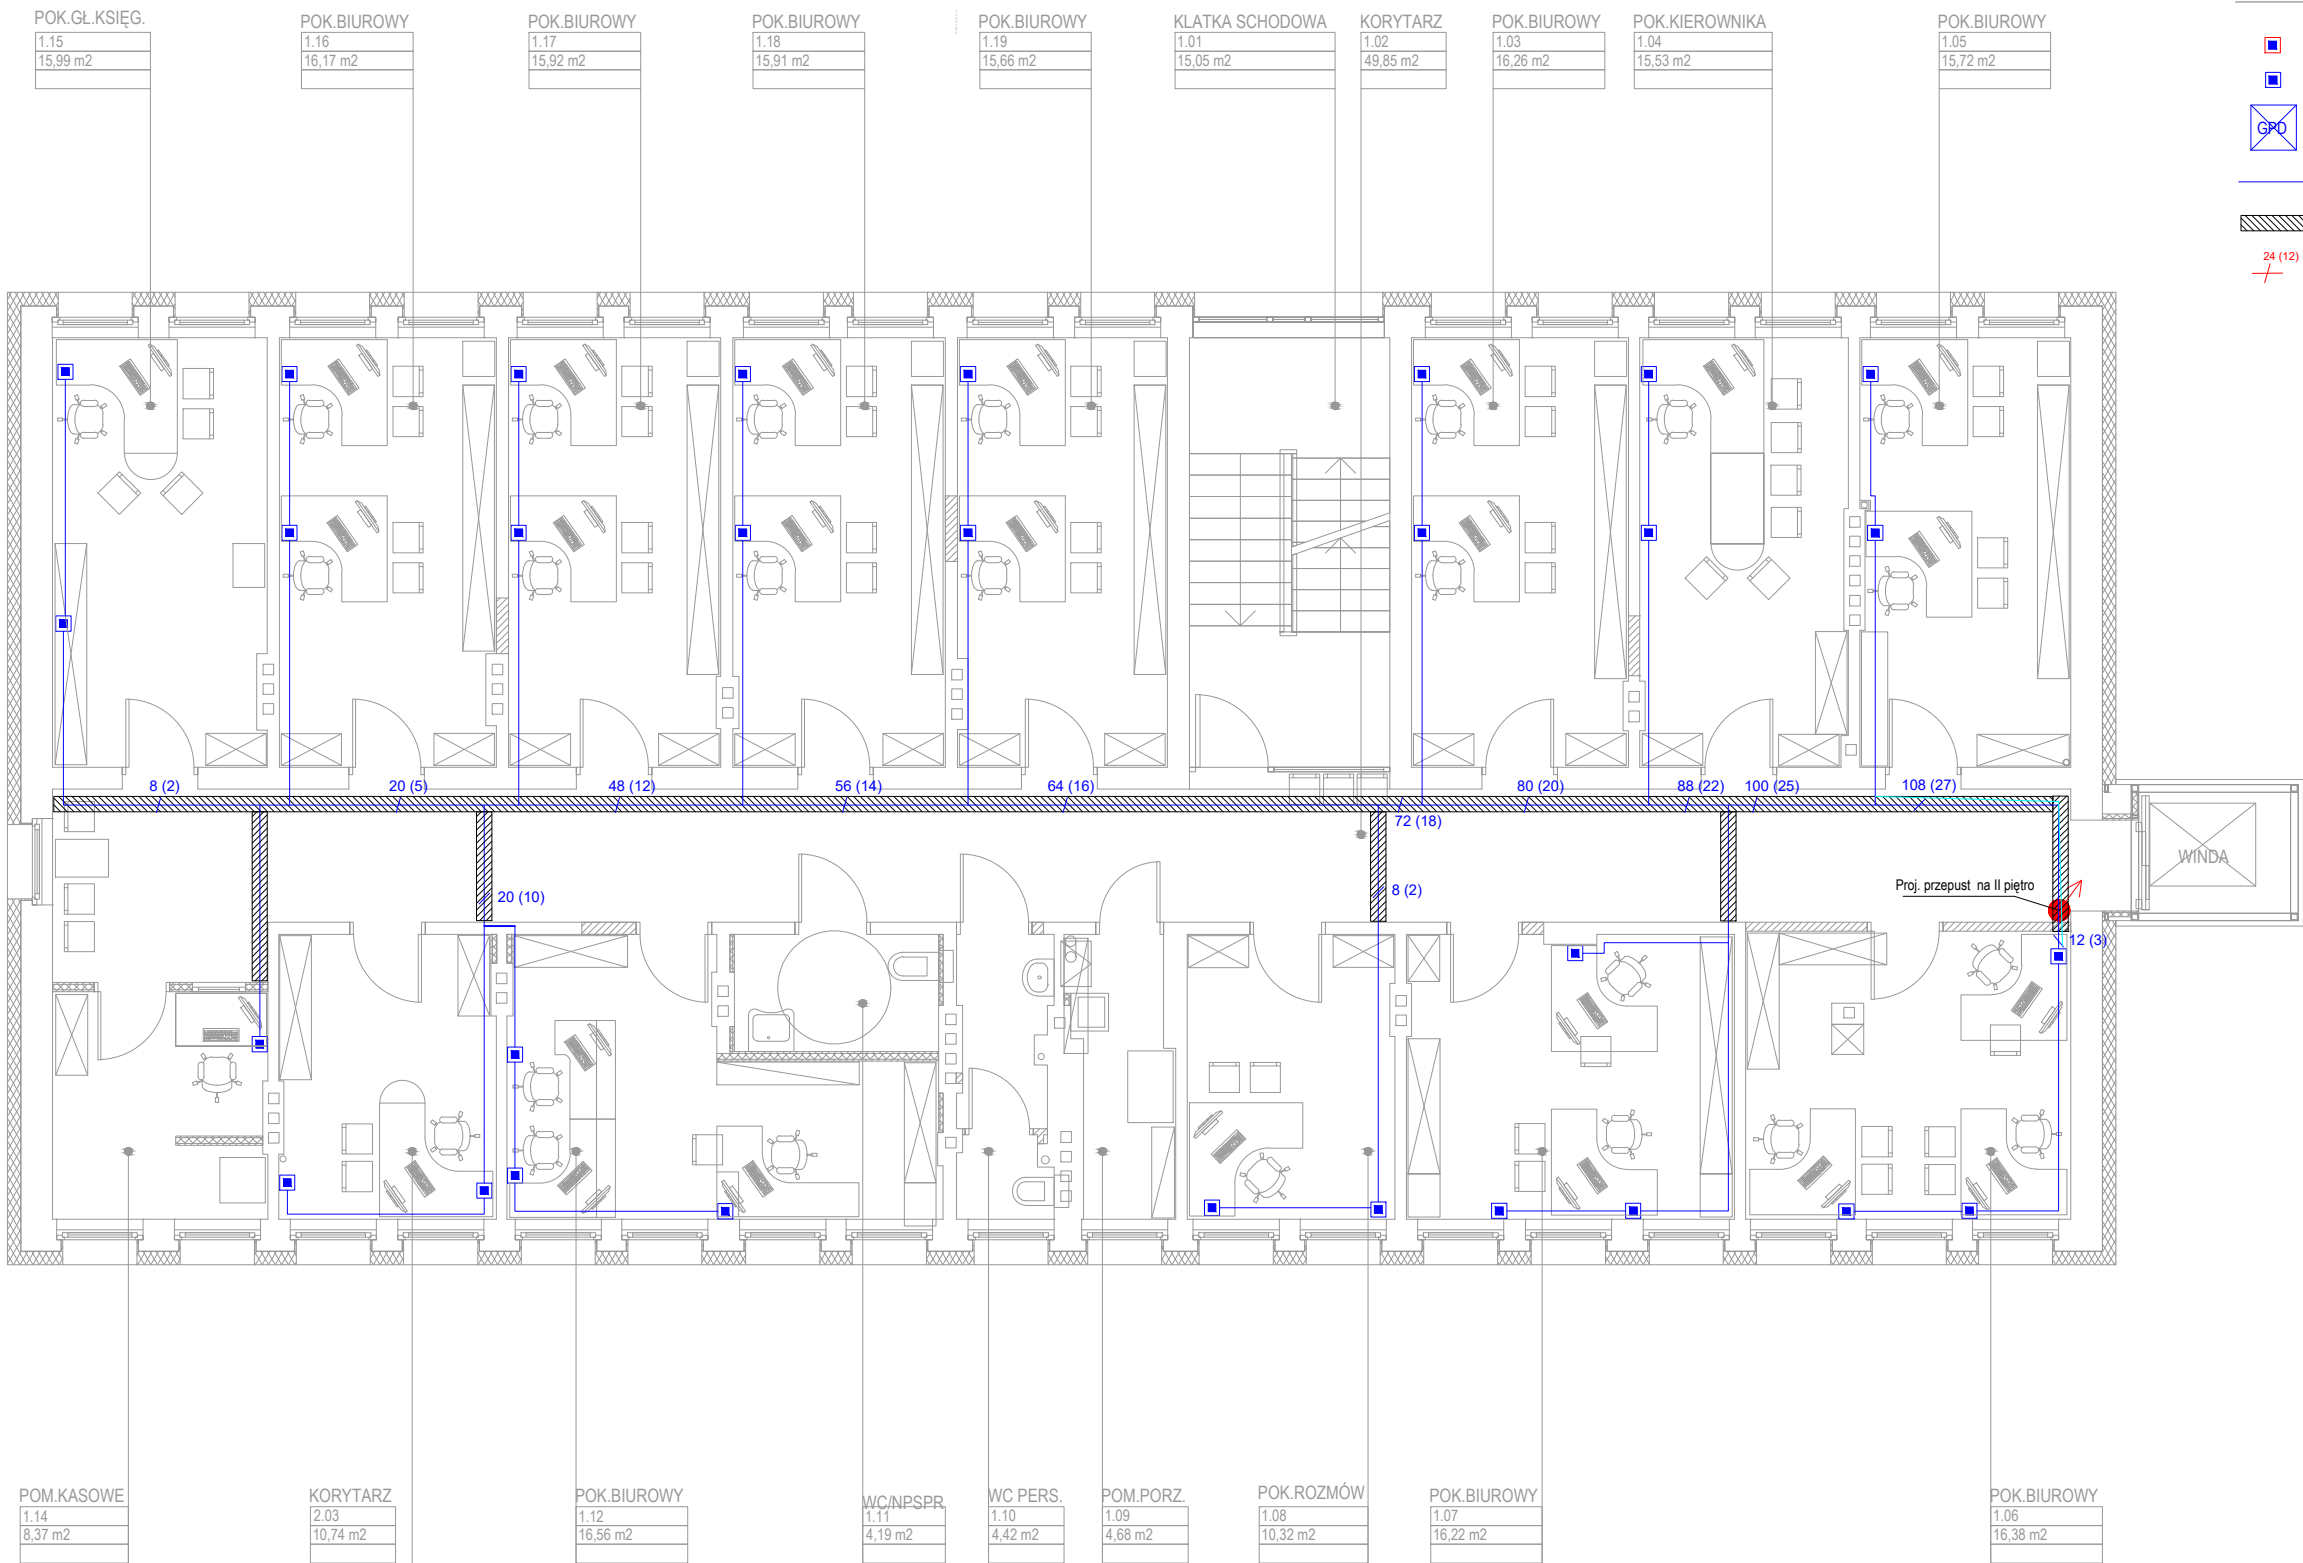 POK.GŁ.KSIĘG.
1.15
15,99 m2
POK.BIUROWY
1.16
16,17 m2
POK.BIUROWY
1.17
15,92 m2
POK.BIUROWY
1.18
15,91 m2
POK.BIUROWY
1.19
15,66 m2
KLATKA SCHODOWA
1.01
15,05 m2
KORYTARZ
1.02
49,85 m2
POK.BIUROWY
1.03
16,26 m2
POK.KIEROWNIKA
1.04
15,53 m2
POK.BIUROWY
1.05
15,72 m2
GPD
24 (12)
8 (2)
20 (5)
48 (12)
56 (14)
64 (16)
72 (18)
80 (20)
88 (22)
100 (25)
108 (27)
20 (10)
8 (2)
Proj. przepust na II piętro
12 (3)
WINDA
POM.KASOWE
1.14
8,37 m2
KORYTARZ
2.03
10,74 m2
POK.BIUROWY
1.12
16,56 m2
WC/NPSPR
1.11
4,19 m2
WC PERS.
1.10
4,42 m2
POM.PORZ.
1.09
4,68 m2
POK.ROZMÓW
1.08
10,32 m2
POK.BIUROWY
1.07
16,22 m2
POK.BIUROWY
1.06
16,38 m2